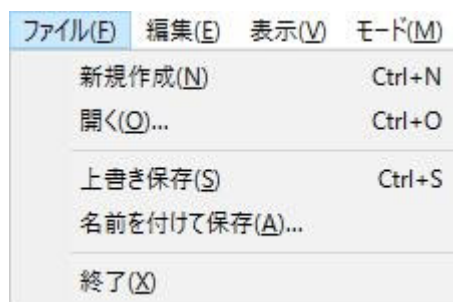 ファイル(F) 編集(E) 表示(V) モード(M)
新規作成(N) Ctrl+N
開く(O)... Ctrl+O
上書き保存(S) Ctrl+S
名前を付けて保存(A)...
終了(X)